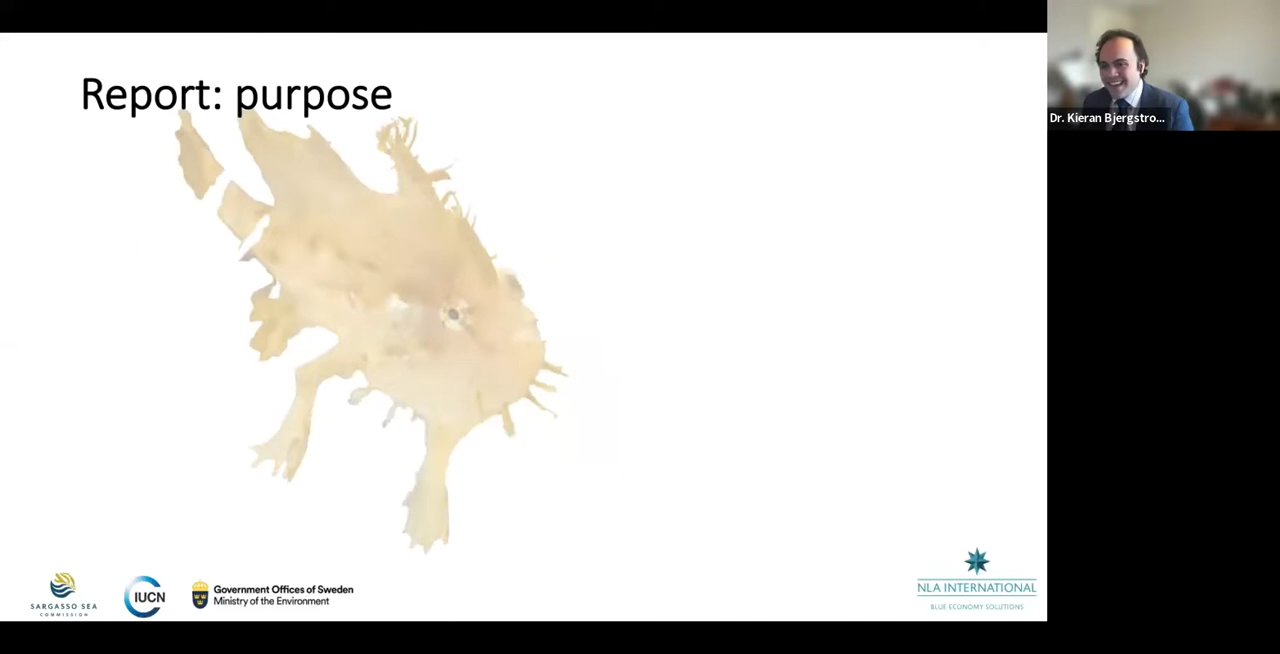 Report: purpose
Dr. Kieran Bjergstro...
SARGASSO SEA
COMMISSION
IUCN
Government Offices of Sweden
Ministry of the Environment
NLA INTERNATIONAL
BLUE ECONOMY SOLUTIONS